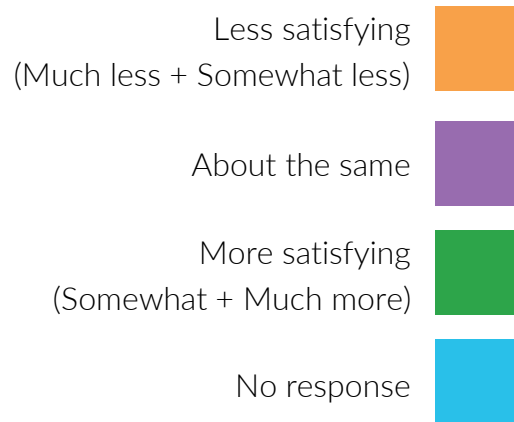 Less satisfying
(Much less + Somewhat less)
About the same
More satisfying
(Somewhat + Much more)
No response